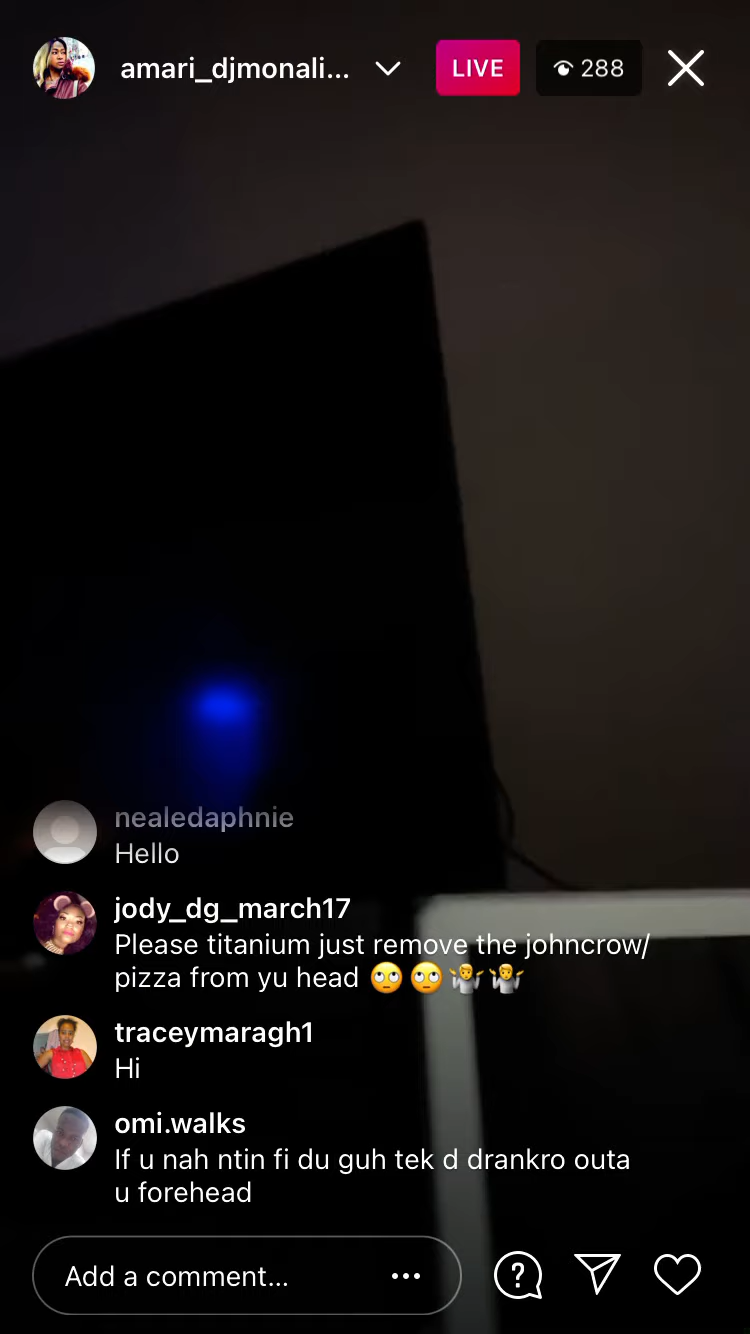 amari_djmonali...
LIVE
288
nealedaphnie
Hello
jody_dg_march17
Please titanium just remove the johncrow/
pizza from yu head 🙄 🙄 🤷‍♂️ 🤷‍♂️
traceymaragh1
Hi
omi.walks
If u nah ntin fi du guh tek d drankro outa
u forehead
Add a comment...